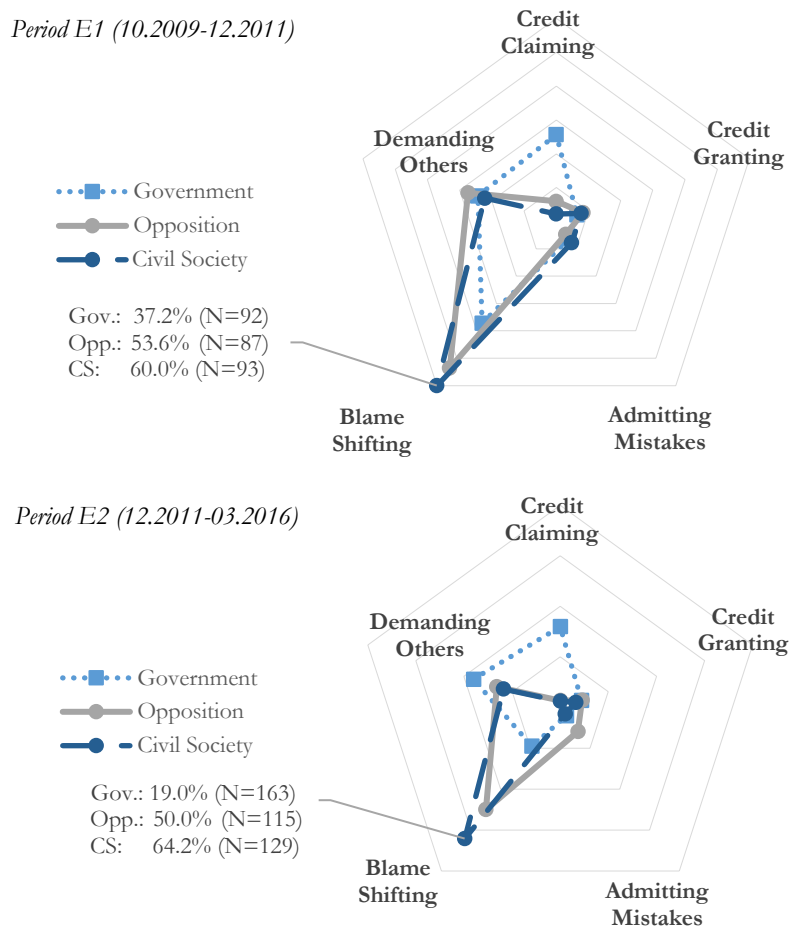 Period E1 (10.2009-12.2011)
Credit
Claiming
Credit
Granting
Demanding
Others
Government
Opposition
Civil Society
Gov.: 37.2% (N=92)
Opp.: 53.6% (N=87)
CS: 60.0% (N=93)
Blame
Shifting
Admitting
Mistakes
Period E2 (12.2011-03.2016)
Credit
Claiming
Credit
Granting
Demanding
Others
Government
Opposition
Civil Society
Gov.: 19.0% (N=163)
Opp.: 50.0% (N=115)
CS: 64.2% (N=129)
Blame
Shifting
Admitting
Mistakes